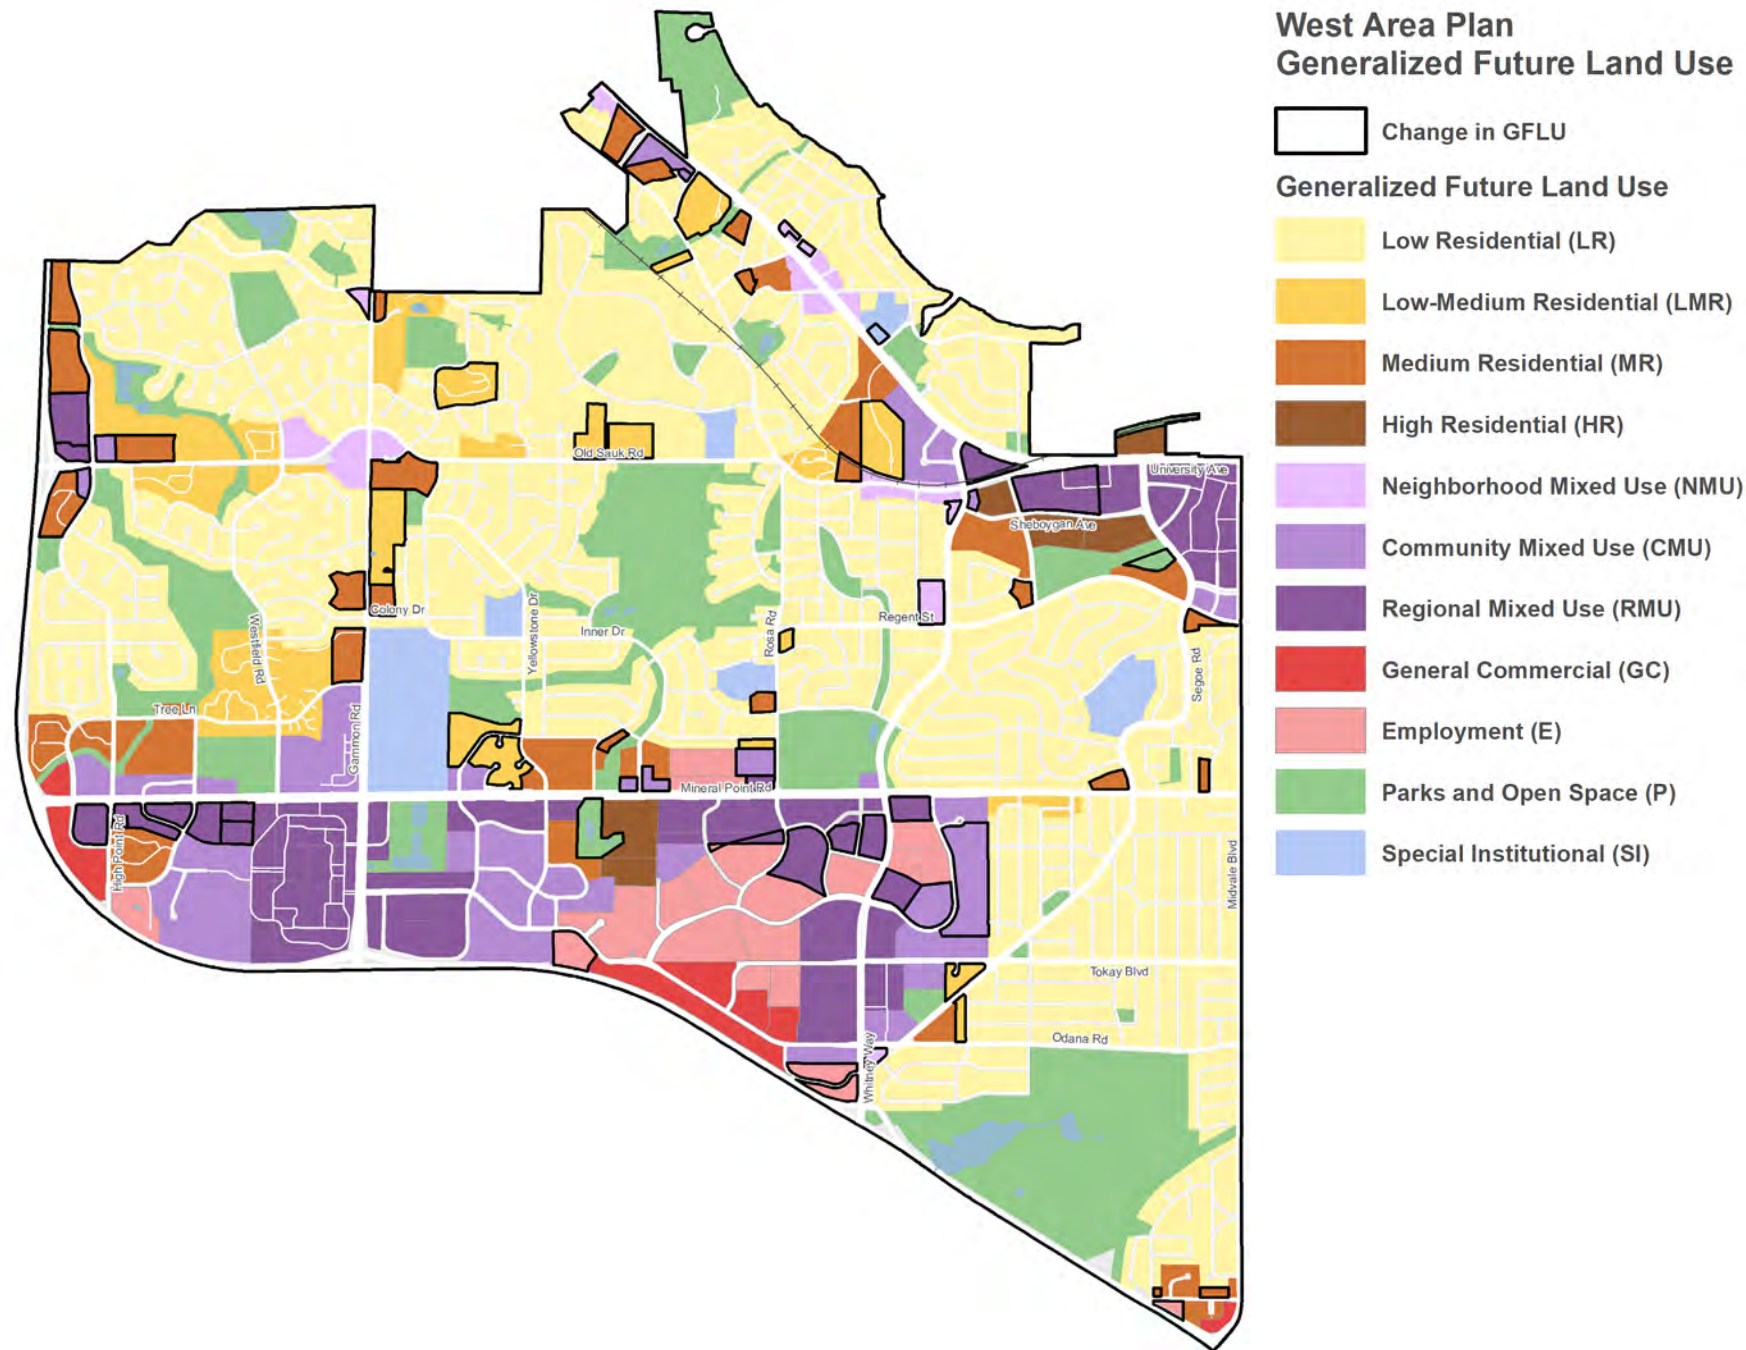 West Area Plan
Generalized Future Land Use
Change in GFLU
Generalized Future Land Use
Low Residential (LR)
Low-Medium Residential (LMR)
Medium Residential (MR)
High Residential (HR)
Neighborhood Mixed Use (NMU)
Community Mixed Use (CMU)
Regional Mixed Use (RMU)
General Commercial (GC)
Employment (E)
Parks and Open Space (P)
Special Institutional (SI)
Old Sauk Rd
University Ave
Sheboygan Ave
Colony Dr
Regent St
Inner Dr
Yellowstone Dr
Rosa Rd
Westfield Rd
Segoe Rd
Tree Ln
Gammon Rd
Mineral Point Rd
High Point Rd
Midvale Blvd
Tokay Blvd
Odana Rd
Whitney Way